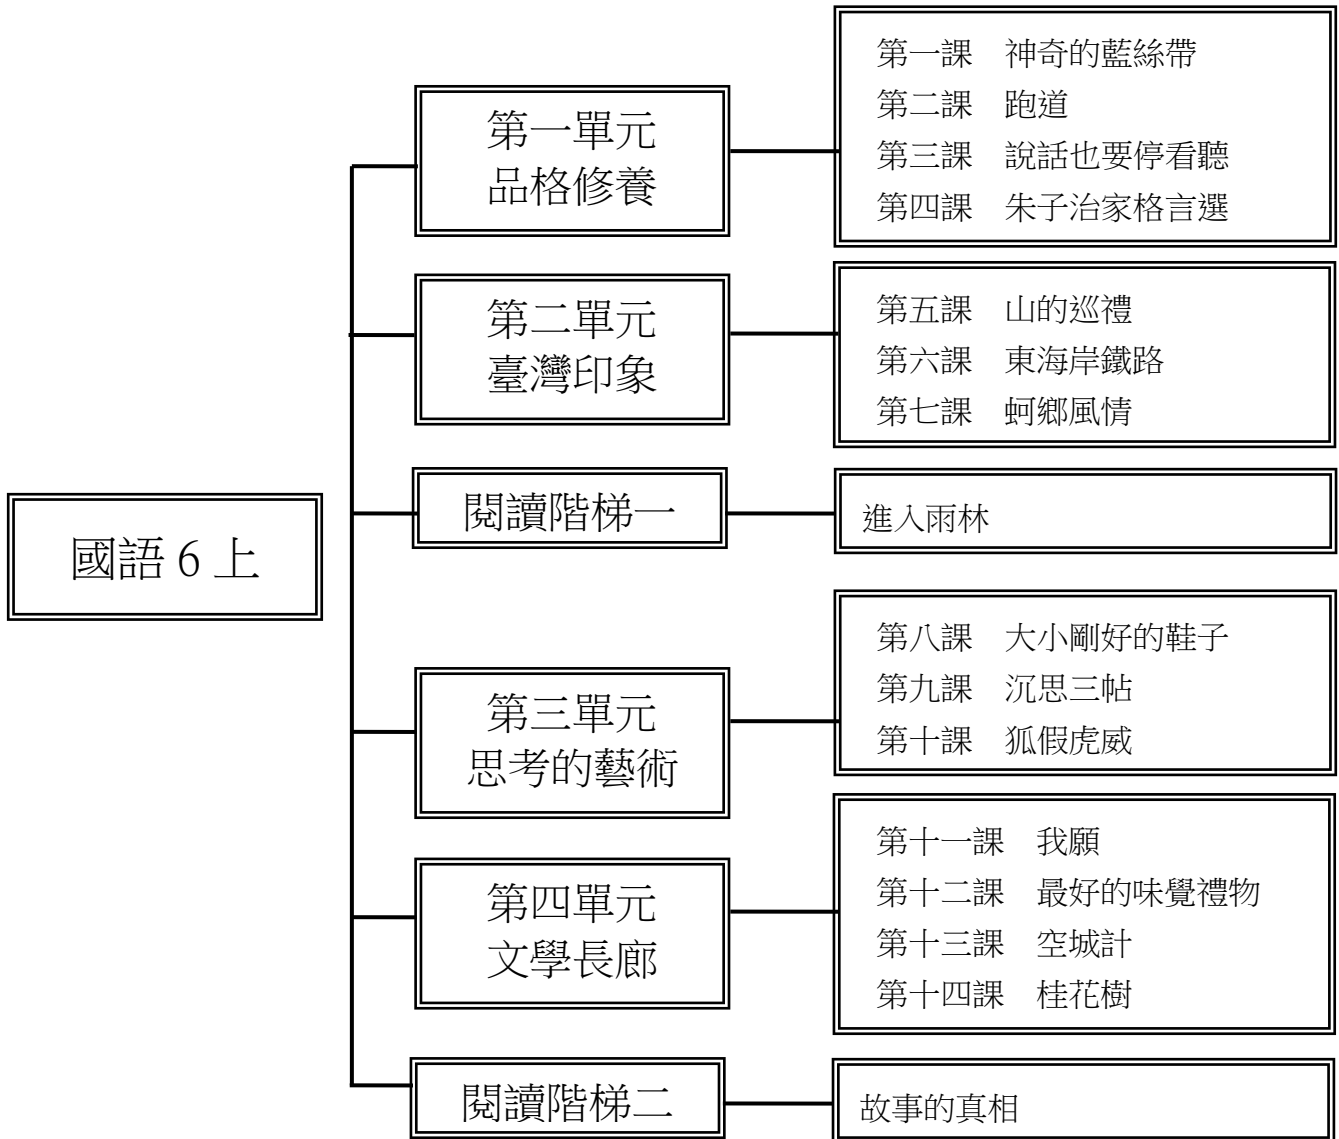 國語 6 上
第一單元
品格修養
第一課　神奇的藍絲帶
第二課　跑道
第三課　說話也要停看聽
第四課　朱子治家格言選
第二單元
臺灣印象
第五課　山的巡禮
第六課　東海岸鐵路
第七課　蚵鄉風情
閱讀階梯一
進入雨林
第三單元
思考的藝術
第八課　大小剛好的鞋子
第九課　沉思三帖
第十課　狐假虎威
第四單元
文學長廊
第十一課　我願
第十二課　最好的味覺禮物
第十三課　空城計
第十四課　桂花樹
閱讀階梯二
故事的真相